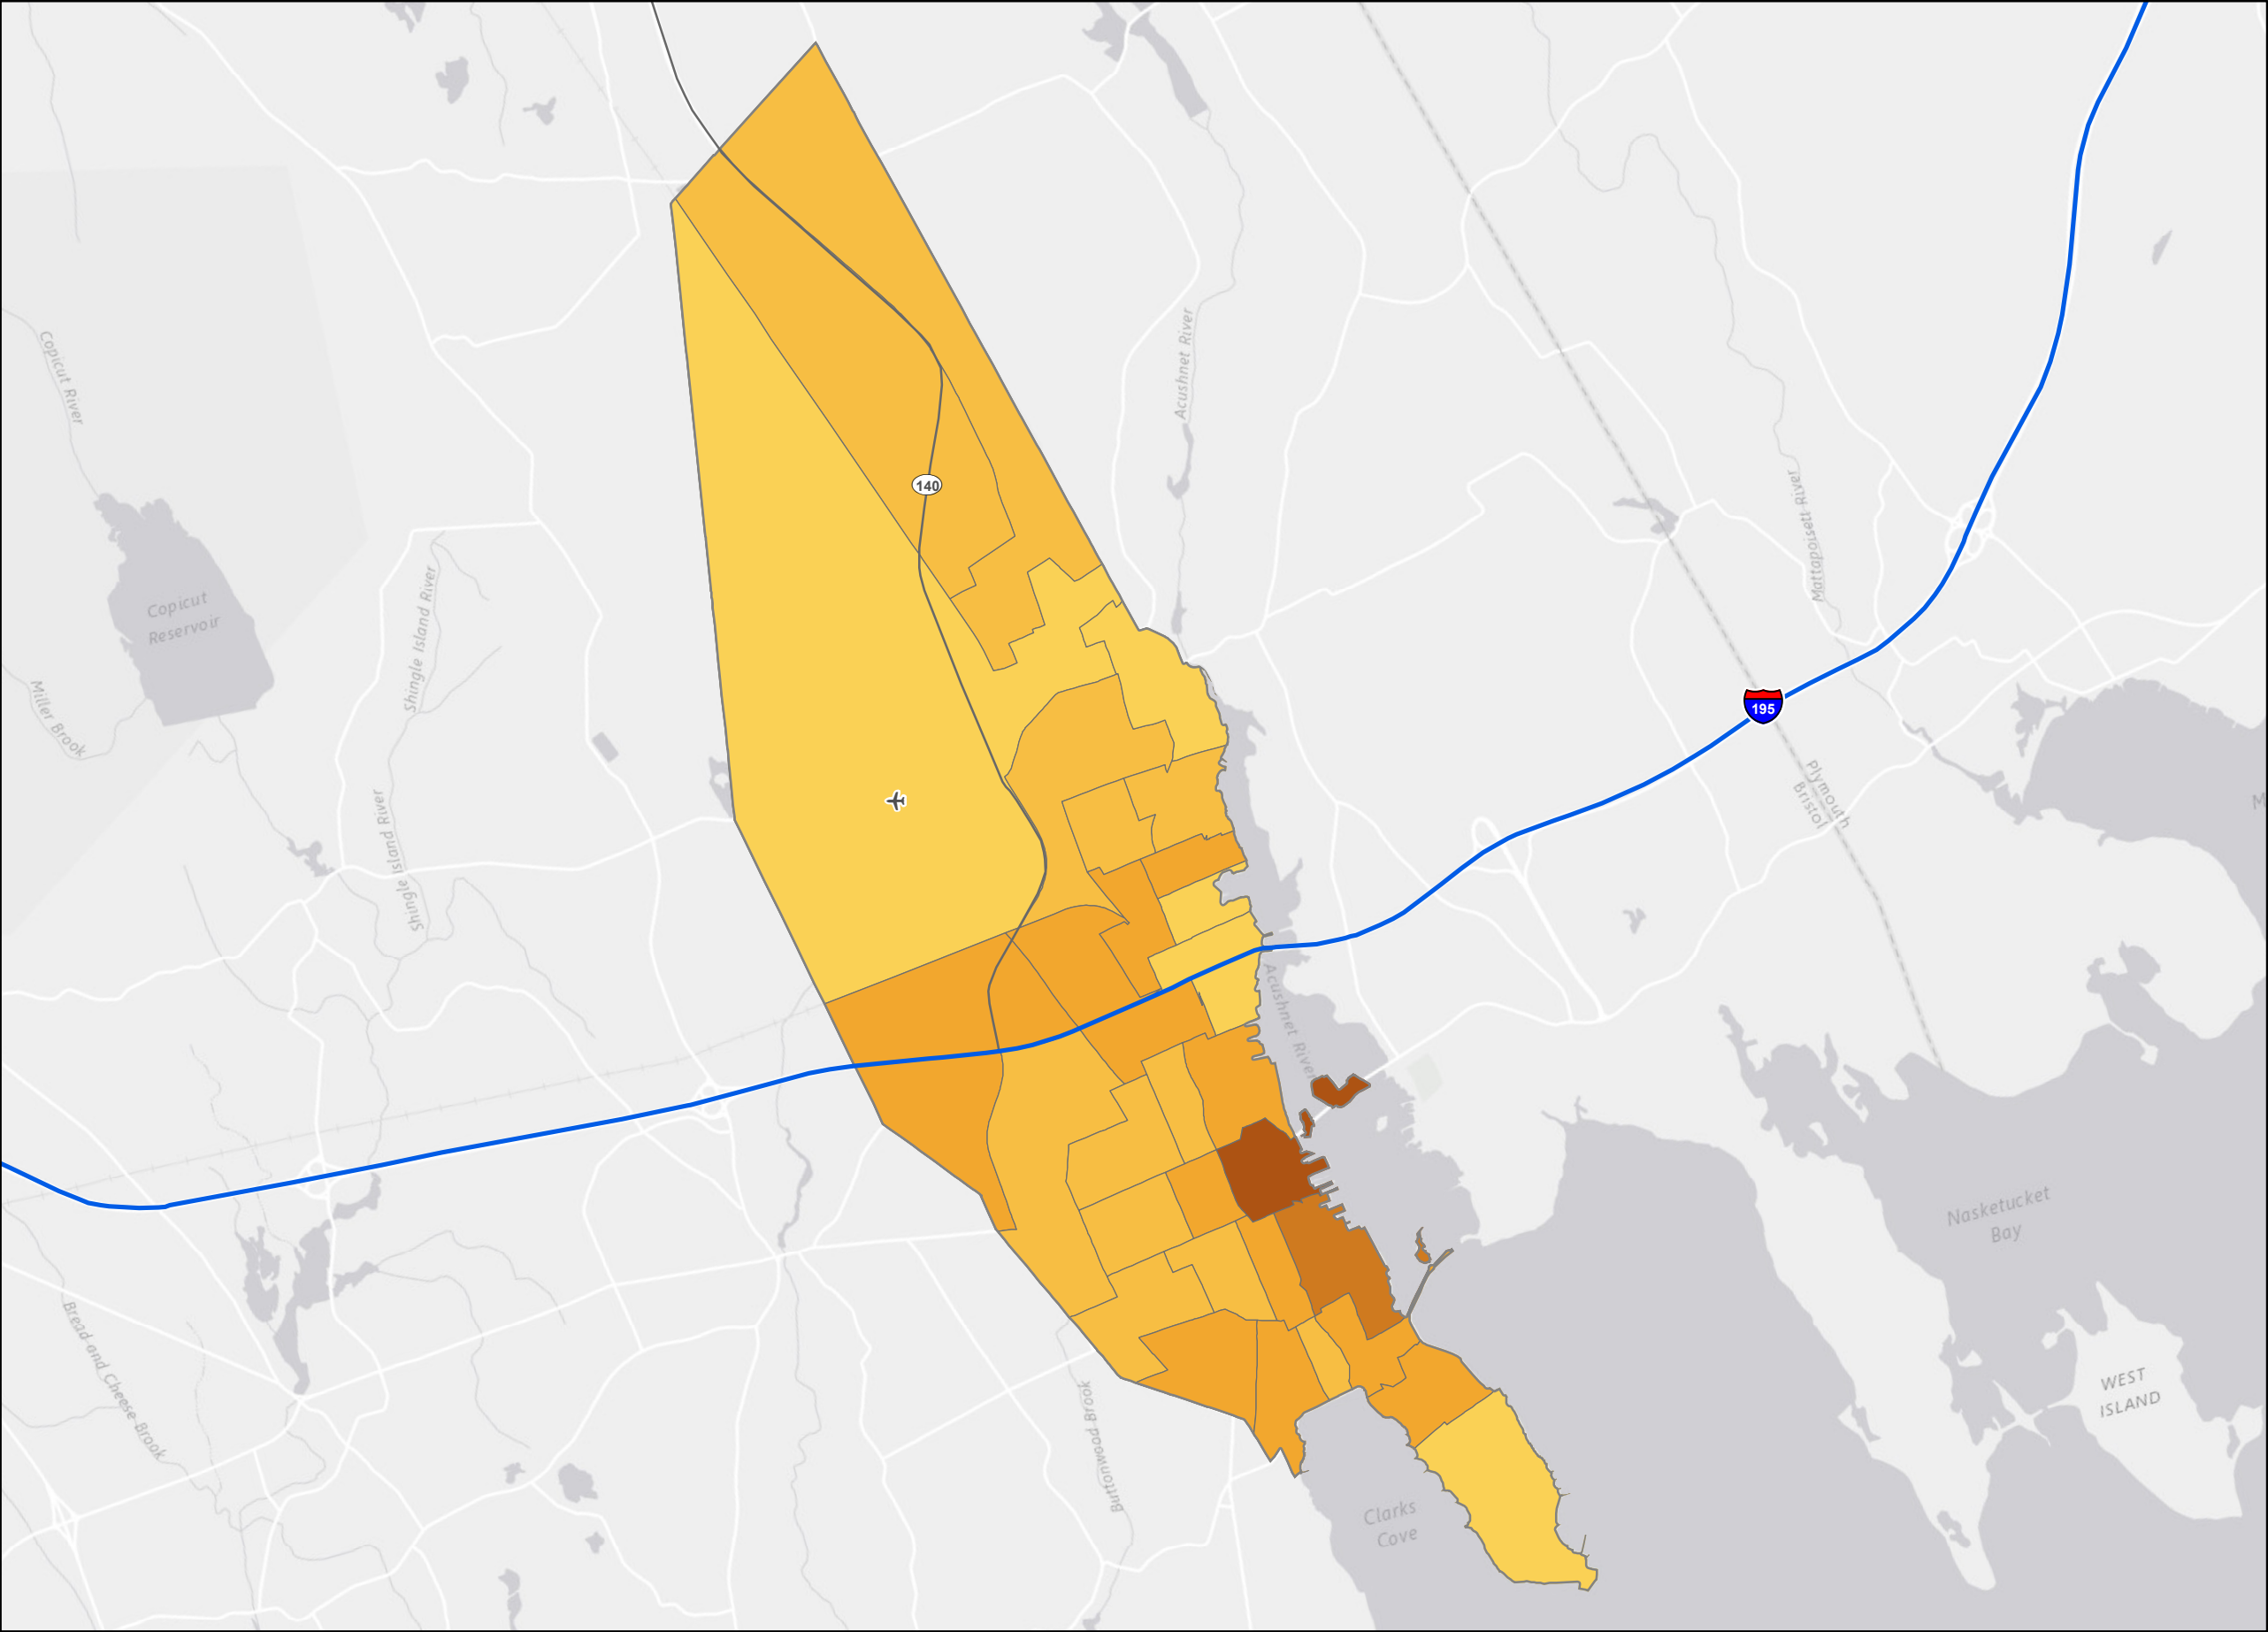 Copicut River
Acushnet River
140
Mattapoisett River
Copicut
Reservoir
Shingle Island River
Miller Brook
195
Plymouth
Bristol
M
Shingle Island River
Acushnet River
Nasketucket
Bay
Bread and Cheese Brook
WEST
ISLAND
Buttonwood Brook
Clarks
Cove